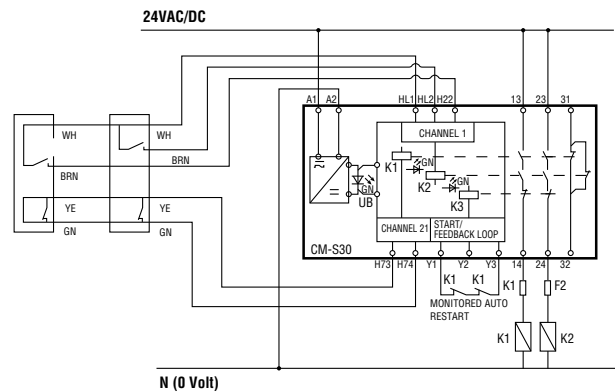 24VAC/DC
A1 A2 HL1 HL2 H22 13 23 31
WH WH
CHANNEL 1
BRN BRN
K1 GN
GN K2 GN
UB K3
YE YE
GN GN
CHANNEL 21 START/
FEEDBACK LOOP
CM-S30
H73 H74 Y1 Y2 Y3 14 24 32
K1 K1 K1 F2
MONITORED AUTO
RESTART
K1 K2
N (0 Volt)